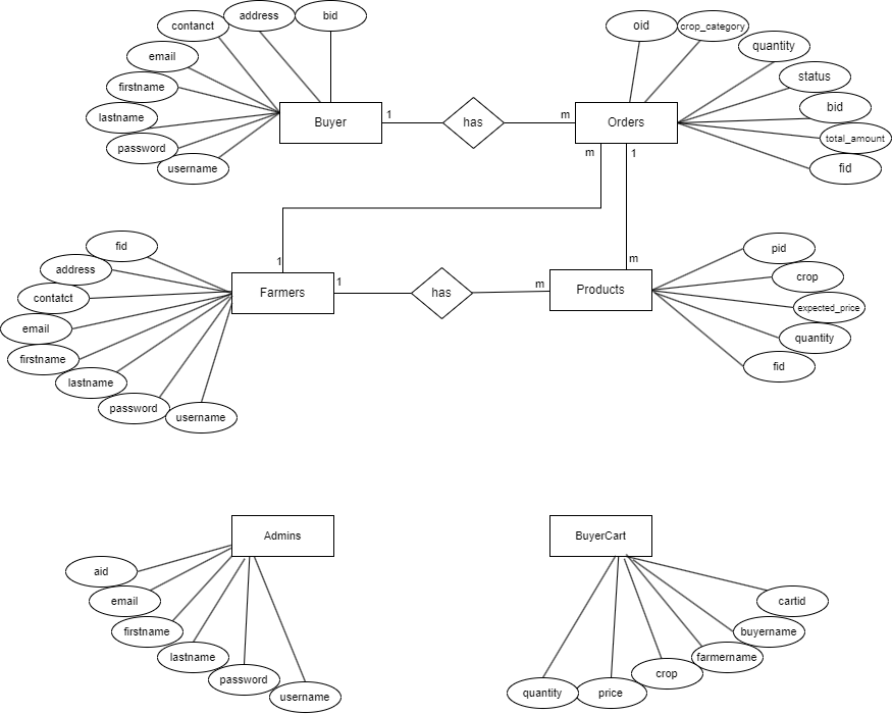 address
bid
contanct
email
firstname
lastname
password
username
Buyer
1
has
m
Orders
oid
crop_category
quantity
status
bid
total_amount
fid
m
1
fid
address
contatct
email
firstname
lastname
password
username
1
Farmers
1
has
m
m
Products
pid
crop
expected_price
quantity
fid
Admins
aid
email
firstname
lastname
password
username
BuyerCart
cartid
buyername
farmername
crop
price
quantity